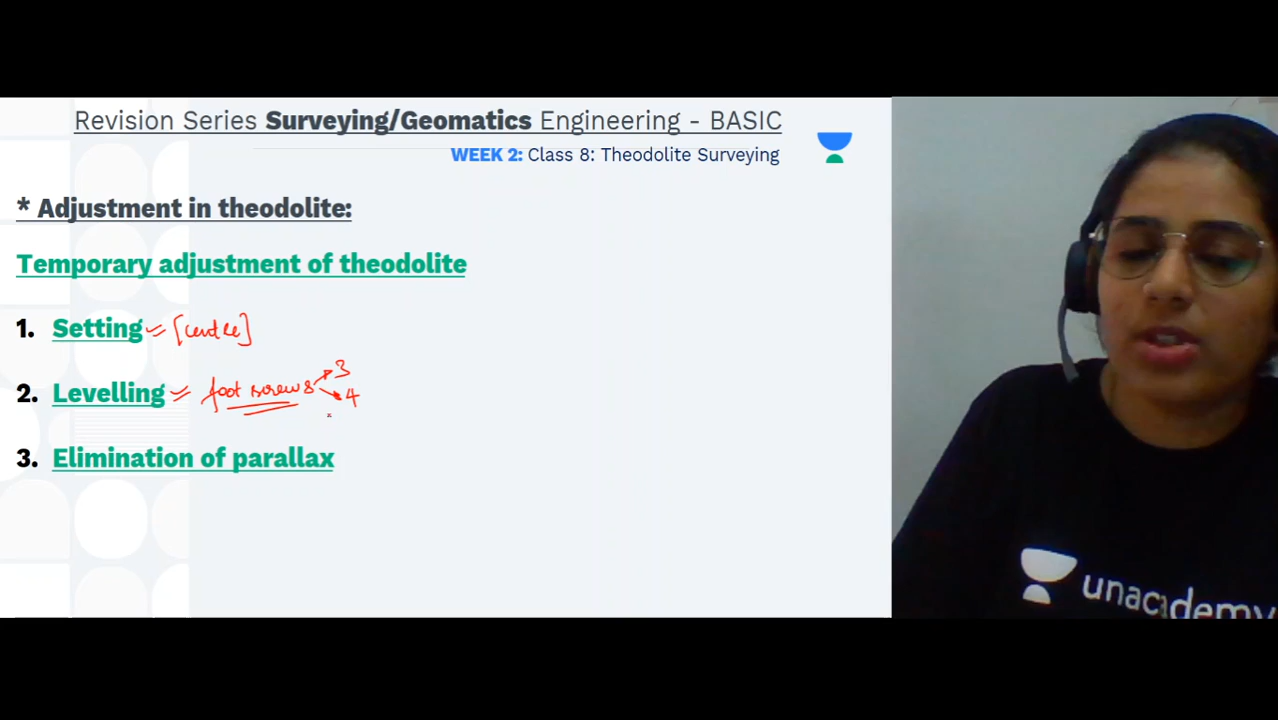 Revision Series Surveying/Geomatics Engineering - BASIC
WEEK 2: Class 8: Theodolite Surveying
* Adjustment in theodolite:
Temporary adjustment of theodolite
1. Setting = [centre]
2. Levelling = foot screws 3
4
3. Elimination of parallax
unacademy